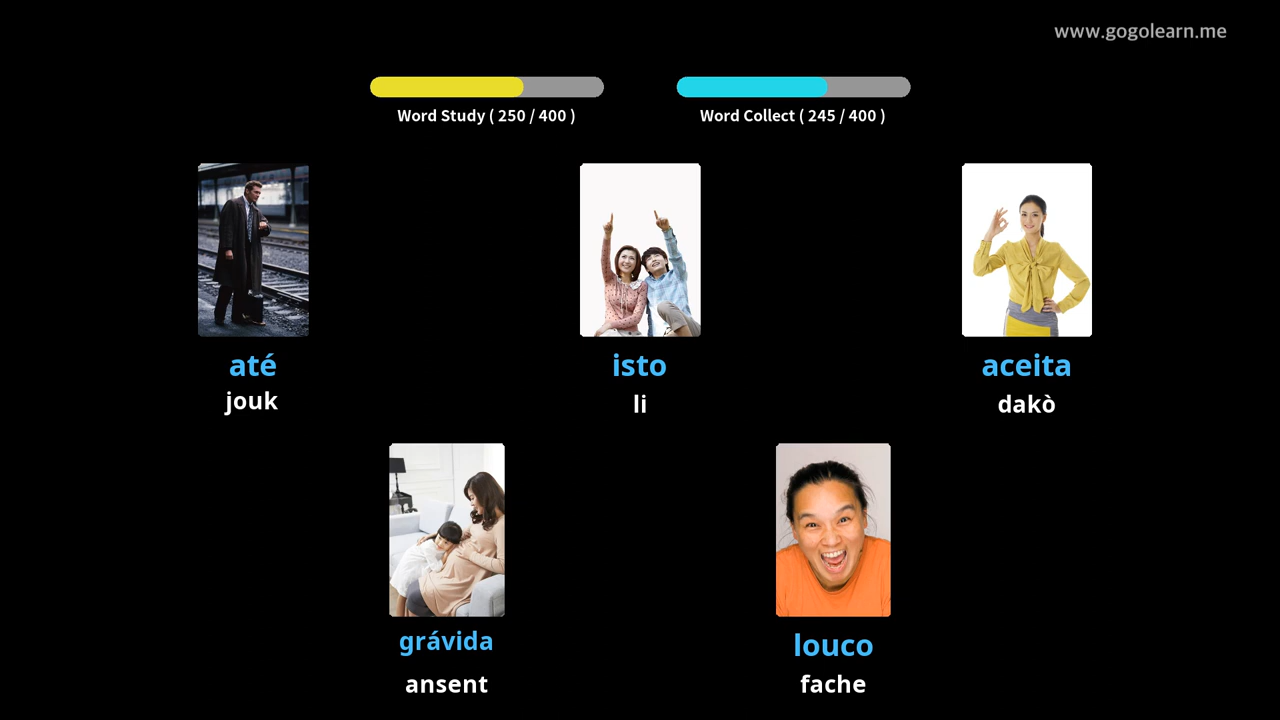 www.gogolearn.me
Word Study ( 250 / 400 )
Word Collect ( 245 / 400 )
até
jouk
isto
li
aceita
dakò
grávida
ansent
louco
fache